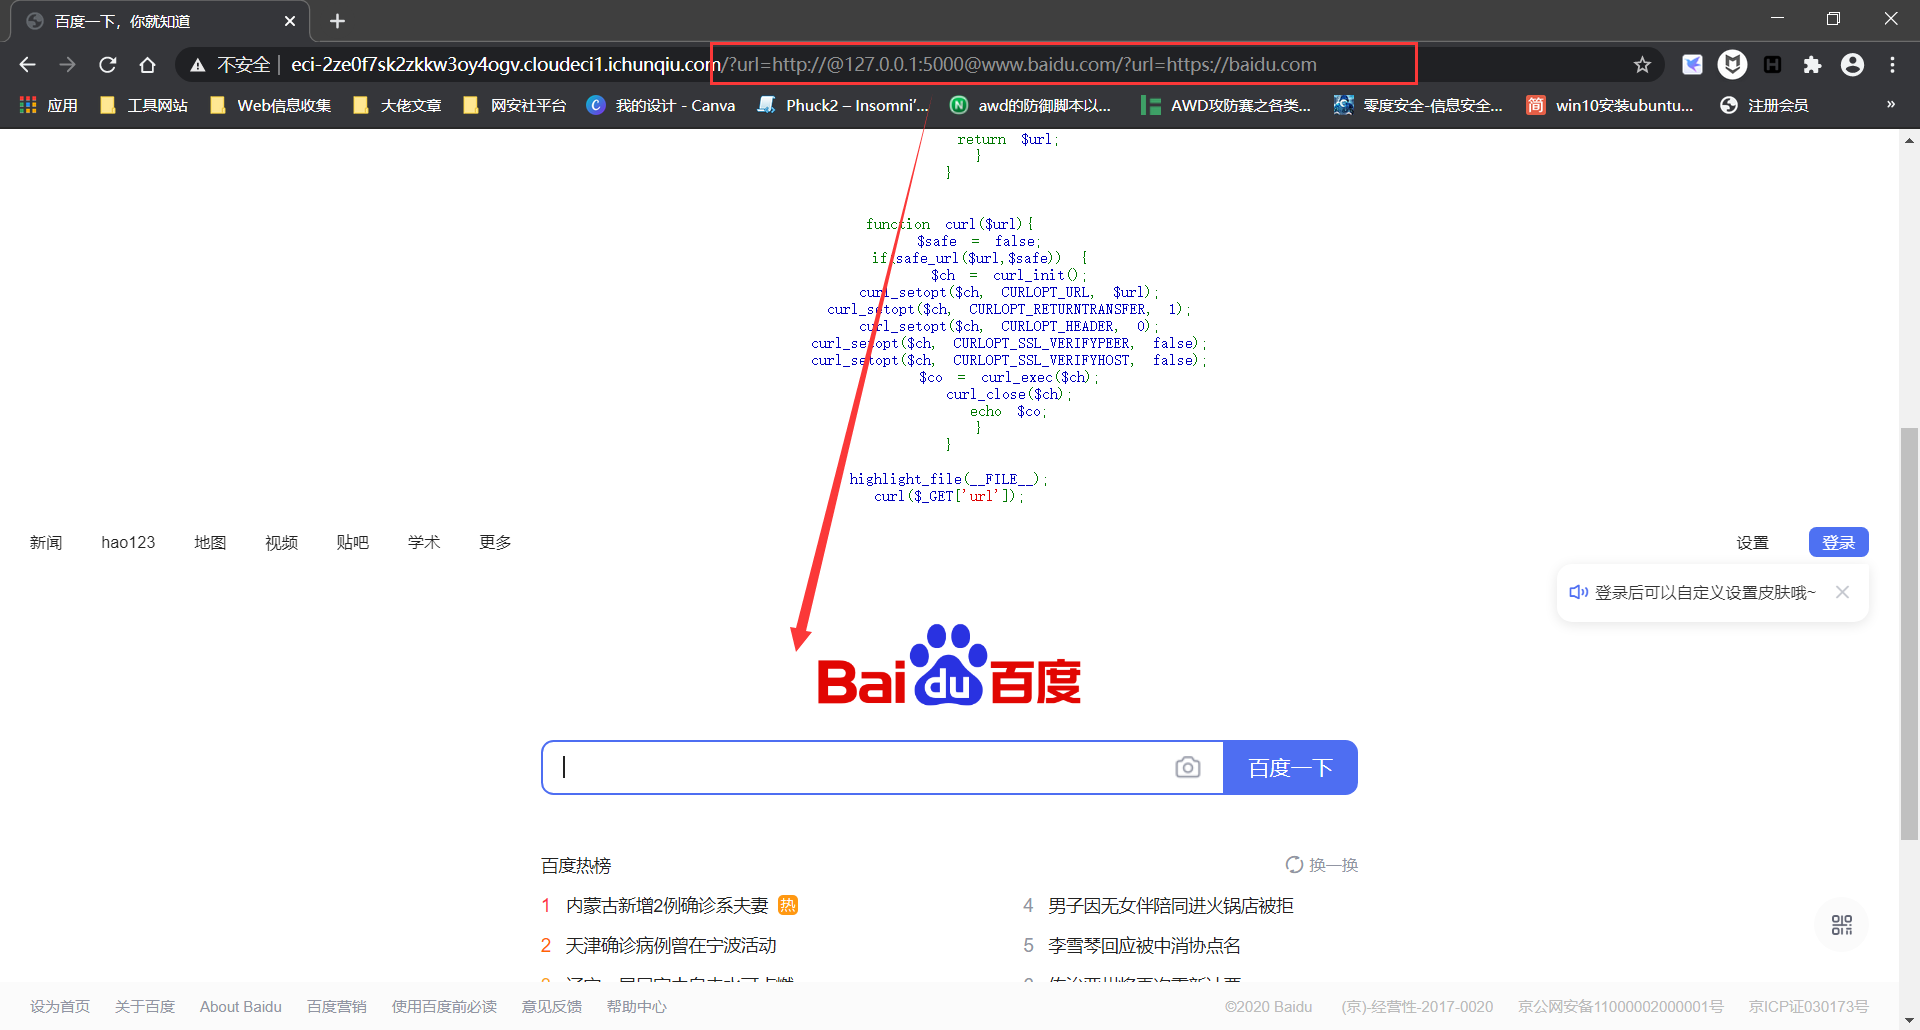 百度一下，你就知道
不安全 | eci-2ze0f7sk2zkkw3oy4ogv.cloudeci1.ichunqiu.com/?url=http://@127.0.0.1:5000@www.baidu.com/?url=https://baidu.com
应用 工具网站 Web信息收集 大佬文章 网安社平台 我的设计 - Canva Phuck2 – Insomni'... awd的防御脚本以... AWD攻防赛之各类... 零度安全-信息安全... win10安装ubuntu... 注册会员 »
return $url;
}
}
function curl($url){
$safe = false;
if(safe_url($url,$safe)) {
$ch = curl_init();
curl_setopt($ch, CURLOPT_URL, $url);
curl_setopt($ch, CURLOPT_RETURNTRANSFER, 1);
curl_setopt($ch, CURLOPT_HEADER, 0);
curl_setopt($ch, CURLOPT_SSL_VERIFYPEER, false);
curl_setopt($ch, CURLOPT_SSL_VERIFYHOST, false);
$co = curl_exec($ch);
curl_close($ch);
echo $co;
}
}
highlight_file(__FILE__);
curl($_GET['url']);
新闻 hao123 地图 视频 贴吧 学术 更多 设置 登录
登录后可以自定义设置皮肤哦~
Bai du 百度
百度一下
百度热榜 换一换
1 内蒙古新增2例确诊系夫妻 热 4 男子因无女伴陪同进火锅店被拒
2 天津确诊病例曾在宁波活动 5 李雪琴回应被中消协点名
设为首页 关于百度 About Baidu 百度营销 使用百度前必读 意见反馈 帮助中心 ©2020 Baidu (京)-经营性-2017-0020 京公网安备11000002000001号 京ICP证030173号